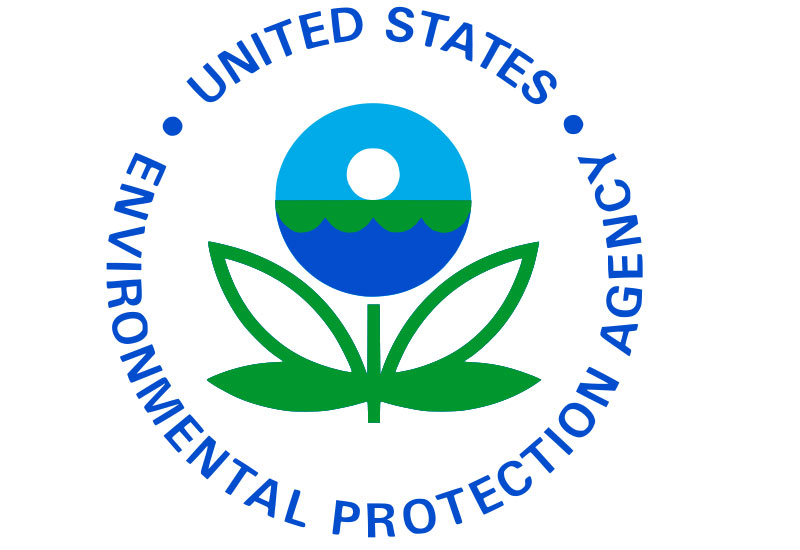 UNITED STATES
ENVIRONMENTAL PROTECTION AGENCY